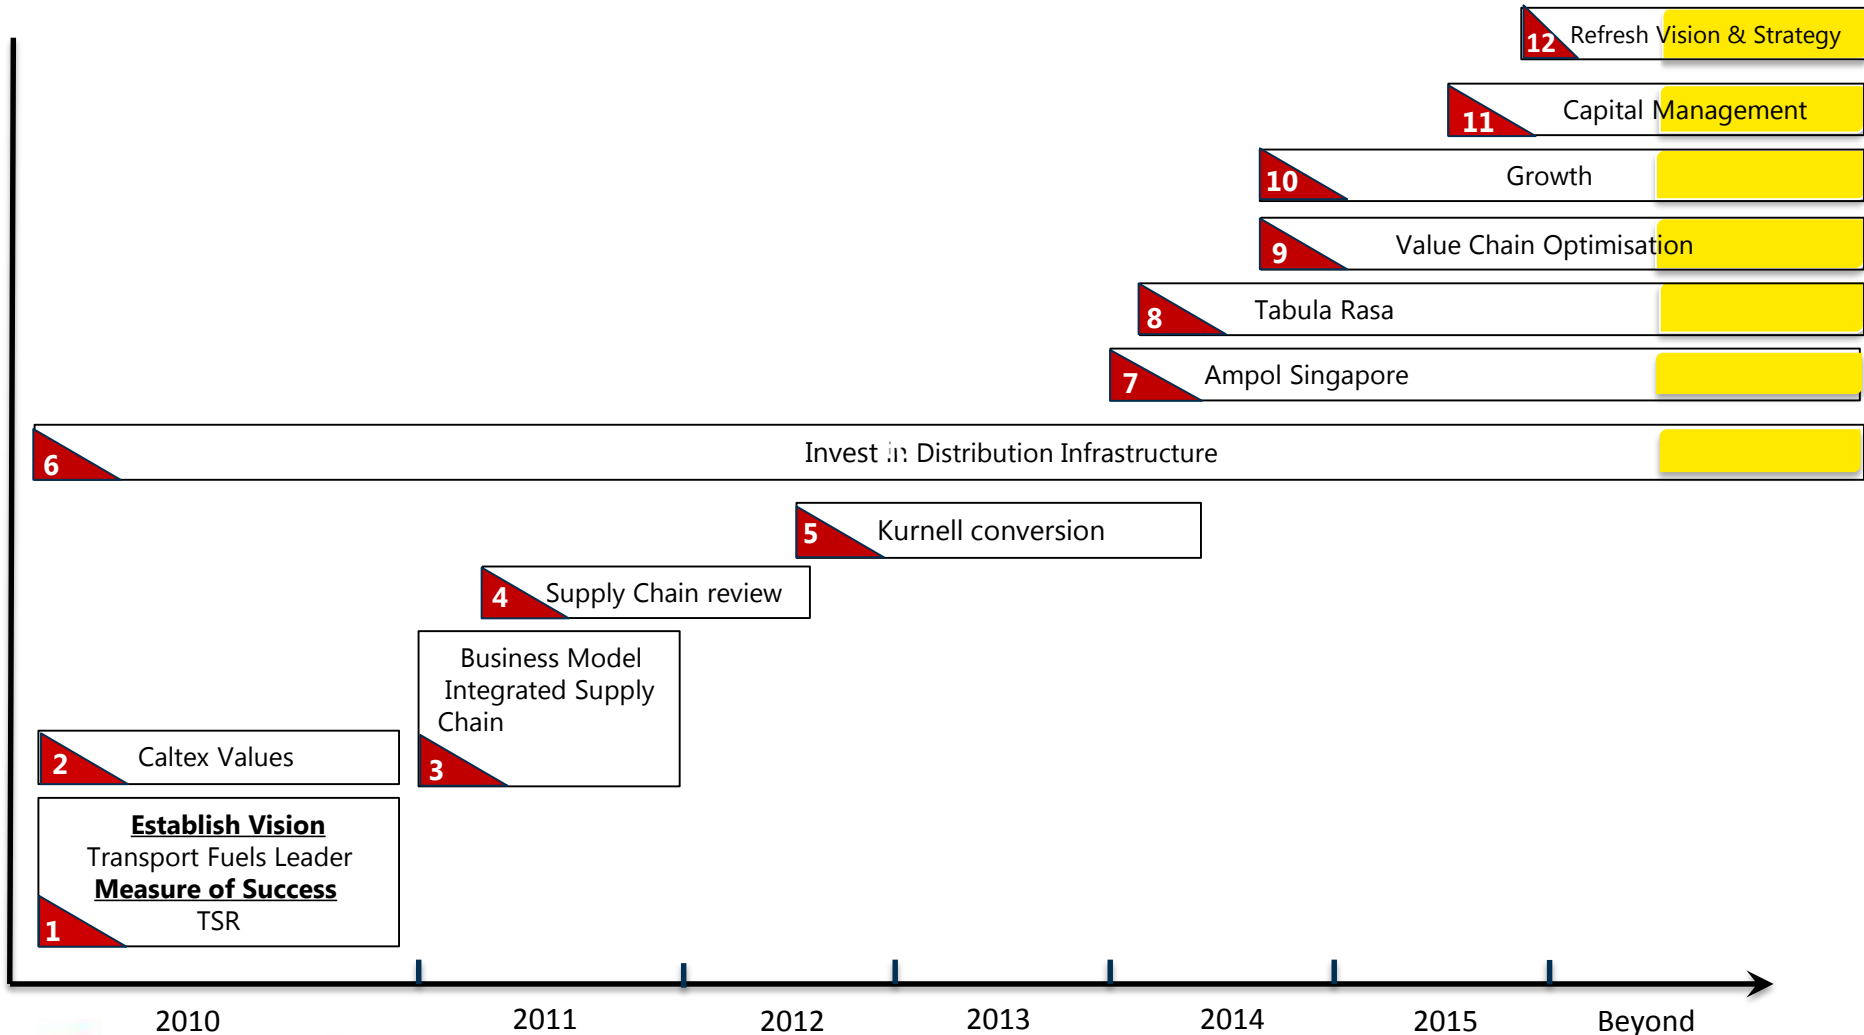 12 Refresh Vision & Strategy
11 Capital Management
10 Growth
9 Value Chain Optimisation
8 Tabula Rasa
7 Ampol Singapore
6 Invest in Distribution Infrastructure
5 Kurnell conversion
4 Supply Chain review
Business Model
Integrated Supply
Chain
3
2 Caltex Values
Establish Vision
Transport Fuels Leader
Measure of Success
TSR
1
2010 2011 2012 2013 2014 2015 Beyond